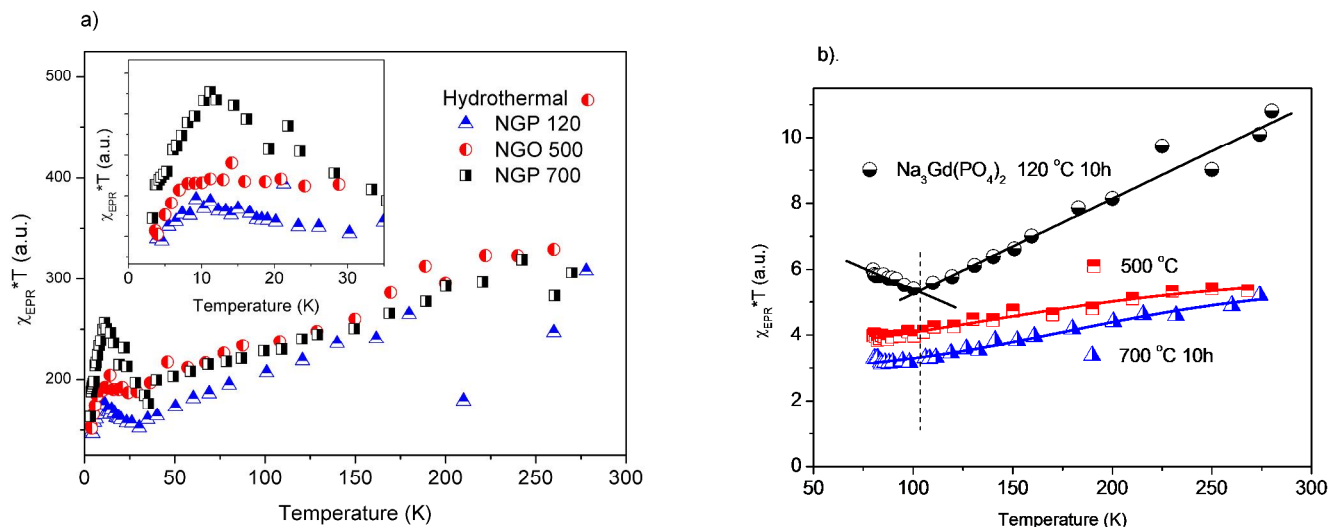 a)
500
400
300
200
χEPR*T (a.u.)
0 50 100 150 200 250 300
Temperature (K)
χEPR*T (a.u.)
0 10 20 30
Temperature (K)
Hydrothermal
NGP 120
NGO 500
NGP 700
b).
10
8
6
4
2
0
χEPR*T (a.u.)
50 100 150 200 250 300
Temperature (K)
Na3Gd(PO4)2 120 °C 10h
500 °C
700 °C 10h